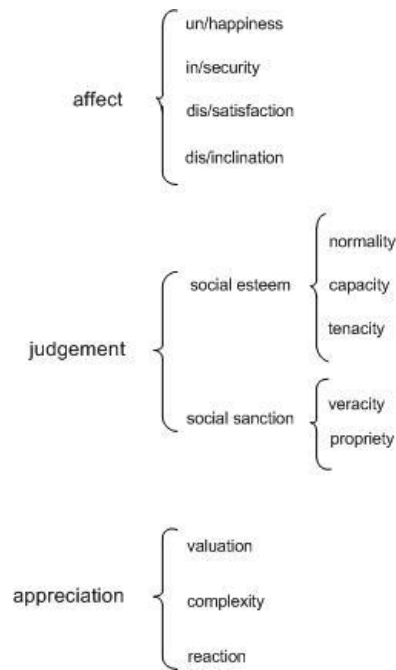 affect
un/happiness
in/security
dis/satisfaction
dis/inclination
judgement
social esteem
normality
capacity
tenacity
social sanction
veracity
propriety
appreciation
valuation
complexity
reaction